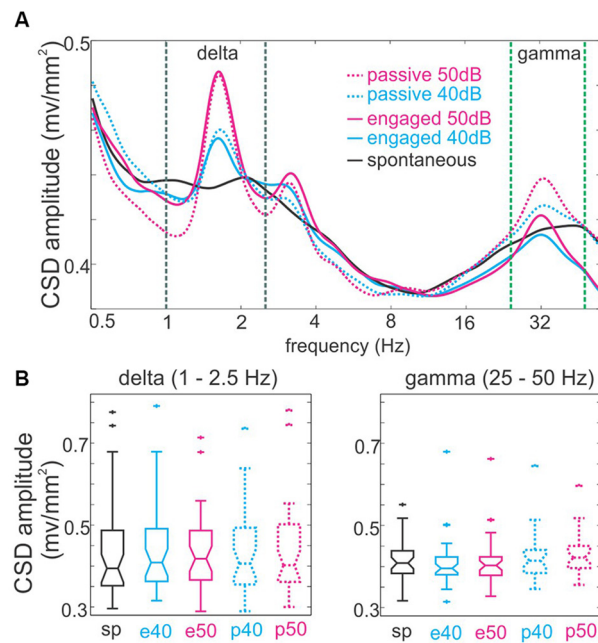 A
-0.5
delta
gamma
passive 50dB
passive 40dB
engaged 50dB
engaged 40dB
spontaneous
CSD amplitude (mv/mm²)
0.4
0.5 1 2 4 8 16 32
frequency (Hz)
B
delta (1 - 2.5 Hz)
gamma (25 - 50 Hz)
CSD amplitude
(mv/mm²)
0.7
0.5
0.3
sp e40 e50 p40 p50
0.7
0.5
0.3
sp e40 e50 p40 p50